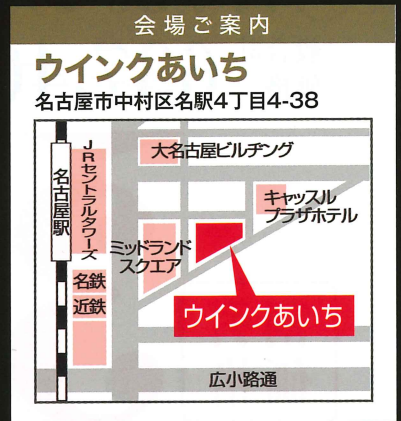 会場ご案内
ウインクあいち
名古屋市中村区名駅4丁目4-38
大名古屋ビルヂング
JRセントラルタワーズ
名古屋駅
キャッスル
プラザホテル
ミッドランド
スクエア
名鉄
近鉄
ウインクあいち
広小路通